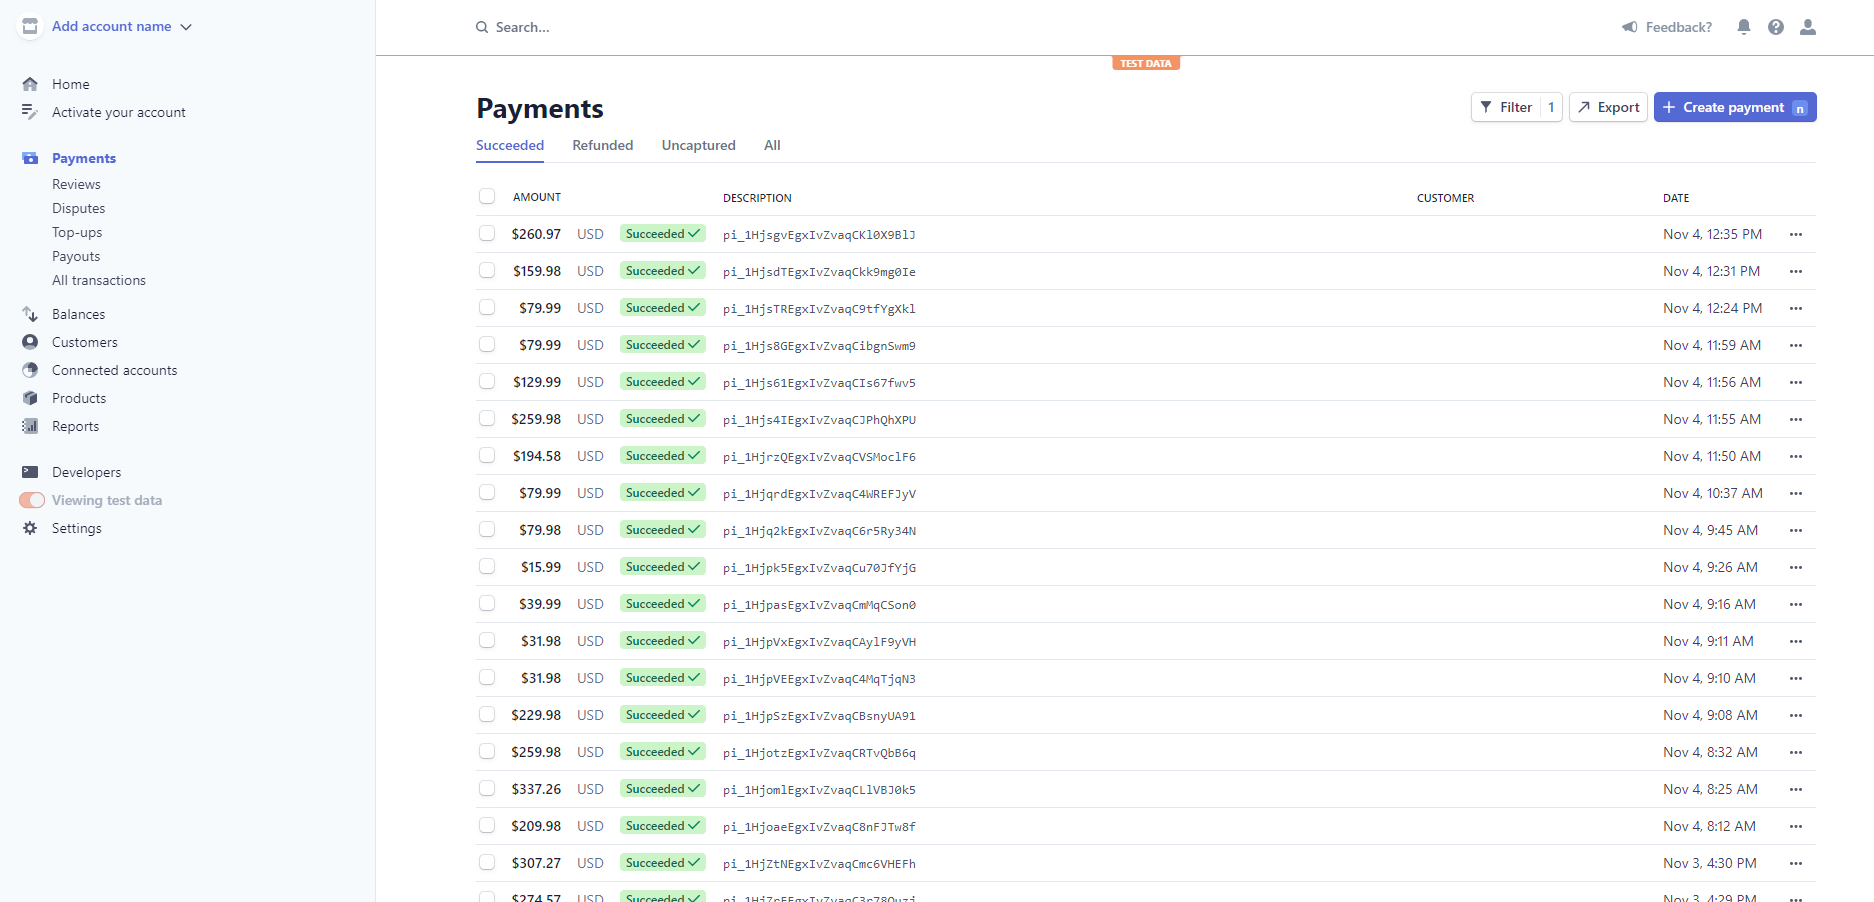 Add account name
Search...
Feedback?
TEST DATA
Home
Activate your account
Payments
Reviews
Disputes
Top-ups
Payouts
All transactions
Balances
Customers
Connected accounts
Products
Reports
Developers
Viewing test data
Settings
Payments
Filter 1 Export + Create payment n
Succeeded Refunded Uncaptured All
AMOUNT DESCRIPTION CUSTOMER DATE
$260.97 USD Succeeded pi_1HjsgvEgxIvZvaqCKl0X9BlJ Nov 4, 12:35 PM
$159.98 USD Succeeded pi_1HjsdTEgxIvZvaqCkk9mg0Ie Nov 4, 12:31 PM
$79.99 USD Succeeded pi_1HjsTREgxIvZvaqC9tfYgXkl Nov 4, 12:24 PM
$79.99 USD Succeeded pi_1Hjs8GEgxIvZvaqCibgnSwm9 Nov 4, 11:59 AM
$129.99 USD Succeeded pi_1Hjs61EgxIvZvaqCIs67fwv5 Nov 4, 11:56 AM
$259.98 USD Succeeded pi_1Hjs4IEgxIvZvaqCJPhQhXPU Nov 4, 11:55 AM
$194.58 USD Succeeded pi_1HjrzQEgxIvZvaqCVSMoclF6 Nov 4, 11:50 AM
$79.99 USD Succeeded pi_1HjqrdEgxIvZvaqC4WREFJyV Nov 4, 10:37 AM
$79.98 USD Succeeded pi_1Hjq2kEgxIvZvaqC6r5Ry34N Nov 4, 9:45 AM
$15.99 USD Succeeded pi_1Hjpk5EgxIvZvaqCu70JfYjG Nov 4, 9:26 AM
$39.99 USD Succeeded pi_1HjpasEgxIvZvaqCmMqCSon0 Nov 4, 9:16 AM
$31.98 USD Succeeded pi_1HjpVxEgxIvZvaqCAylF9yVH Nov 4, 9:11 AM
$31.98 USD Succeeded pi_1HjpVEEgxIvZvaqC4MqTjqN3 Nov 4, 9:10 AM
$229.98 USD Succeeded pi_1HjpSzEgxIvZvaqCBsnyUA91 Nov 4, 9:08 AM
$259.98 USD Succeeded pi_1HjotzEgxIvZvaqCRTvQbB6q Nov 4, 8:32 AM
$337.26 USD Succeeded pi_1HjomlEgxIvZvaqCLlVBJ0k5 Nov 4, 8:25 AM
$209.98 USD Succeeded pi_1HjoaeEgxIvZvaqC8nFJTw8f Nov 4, 8:12 AM
$307.27 USD Succeeded pi_1HjZtNEgxIvZvaqCmc6VHEFh Nov 3, 4:30 PM
$274.57 USD Succeeded Nov 3, 4:29 PM